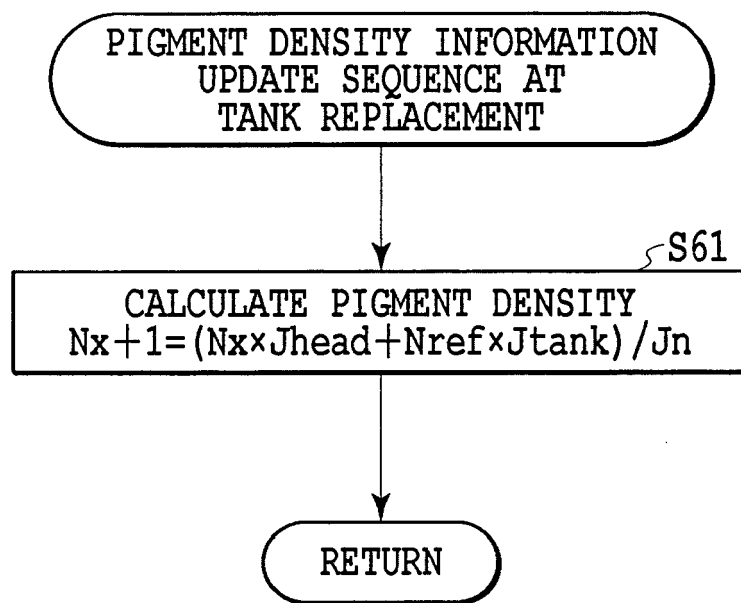 PIGMENT DENSITY INFORMATION
UPDATE SEQUENCE AT
TANK REPLACEMENT
S61
CALCULATE PIGMENT DENSITY
Nx+1=(Nx×Jhead+Nref×Jtank)/Jn
RETURN